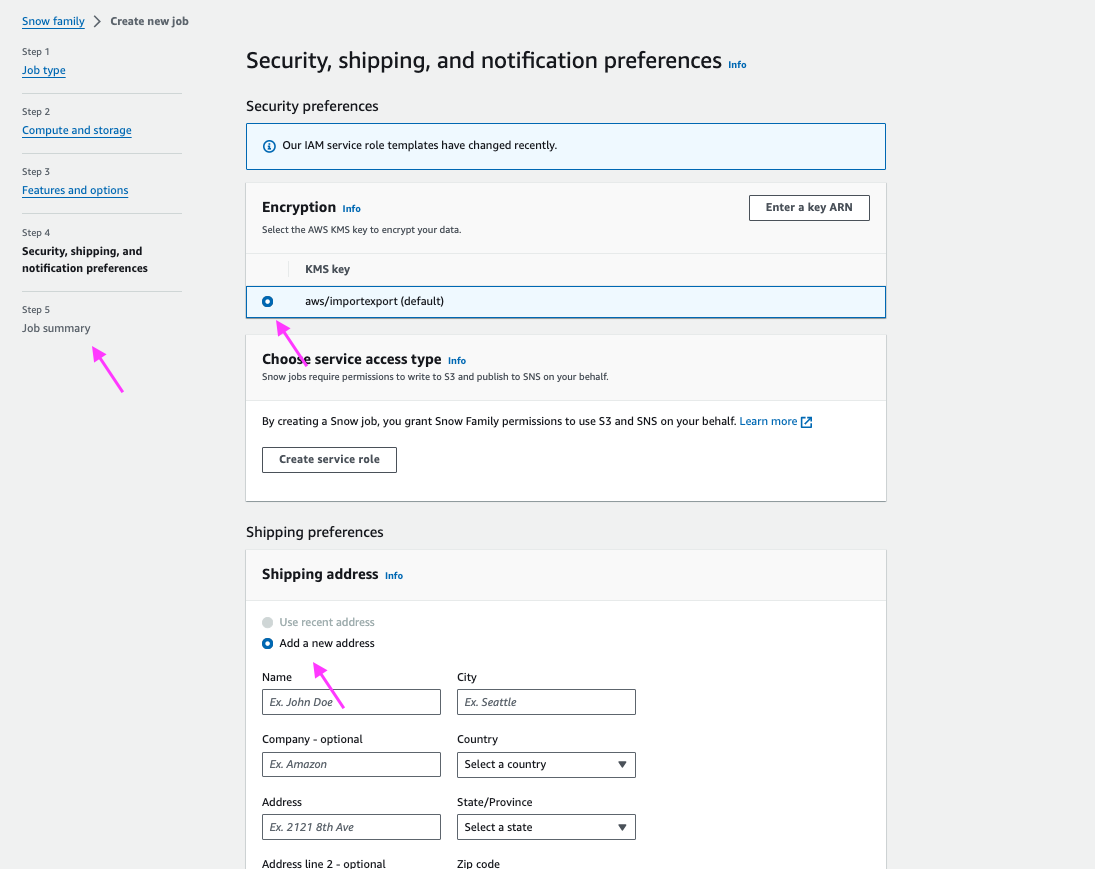 Snow family > Create new job
Step 1
Job type
Step 2
Compute and storage
Step 3
Features and options
Step 4
Security, shipping, and
notification preferences
Step 5
Job summary
Security, shipping, and notification preferences Info
Security preferences
Our IAM service role templates have changed recently.
Encryption Info
Enter a key ARN
Select the AWS KMS key to encrypt your data.
KMS key
aws/importexport (default)
Choose service access type Info
Snow jobs require permissions to write to S3 and publish to SNS on your behalf.
By creating a Snow job, you grant Snow Family permissions to use S3 and SNS on your behalf. Learn more
Create service role
Shipping preferences
Shipping address Info
Use recent address
Add a new address
Name City
Ex. John Doe Ex. Seattle
Company - optional Country
Ex. Amazon Select a country
Address State/Province
Ex. 2121 8th Ave Select a state
Address line 2 - optional Zip code